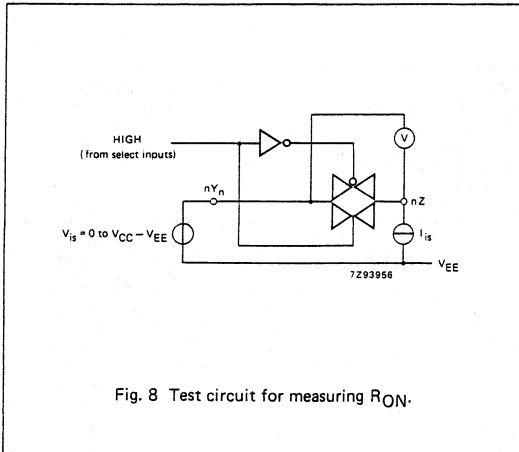 HIGH
(from select inputs)
V
nYn
nZ
Vis = 0 to VCC – VEE
Iis
7Z93956
VEE
Fig. 8 Test circuit for measuring RON.